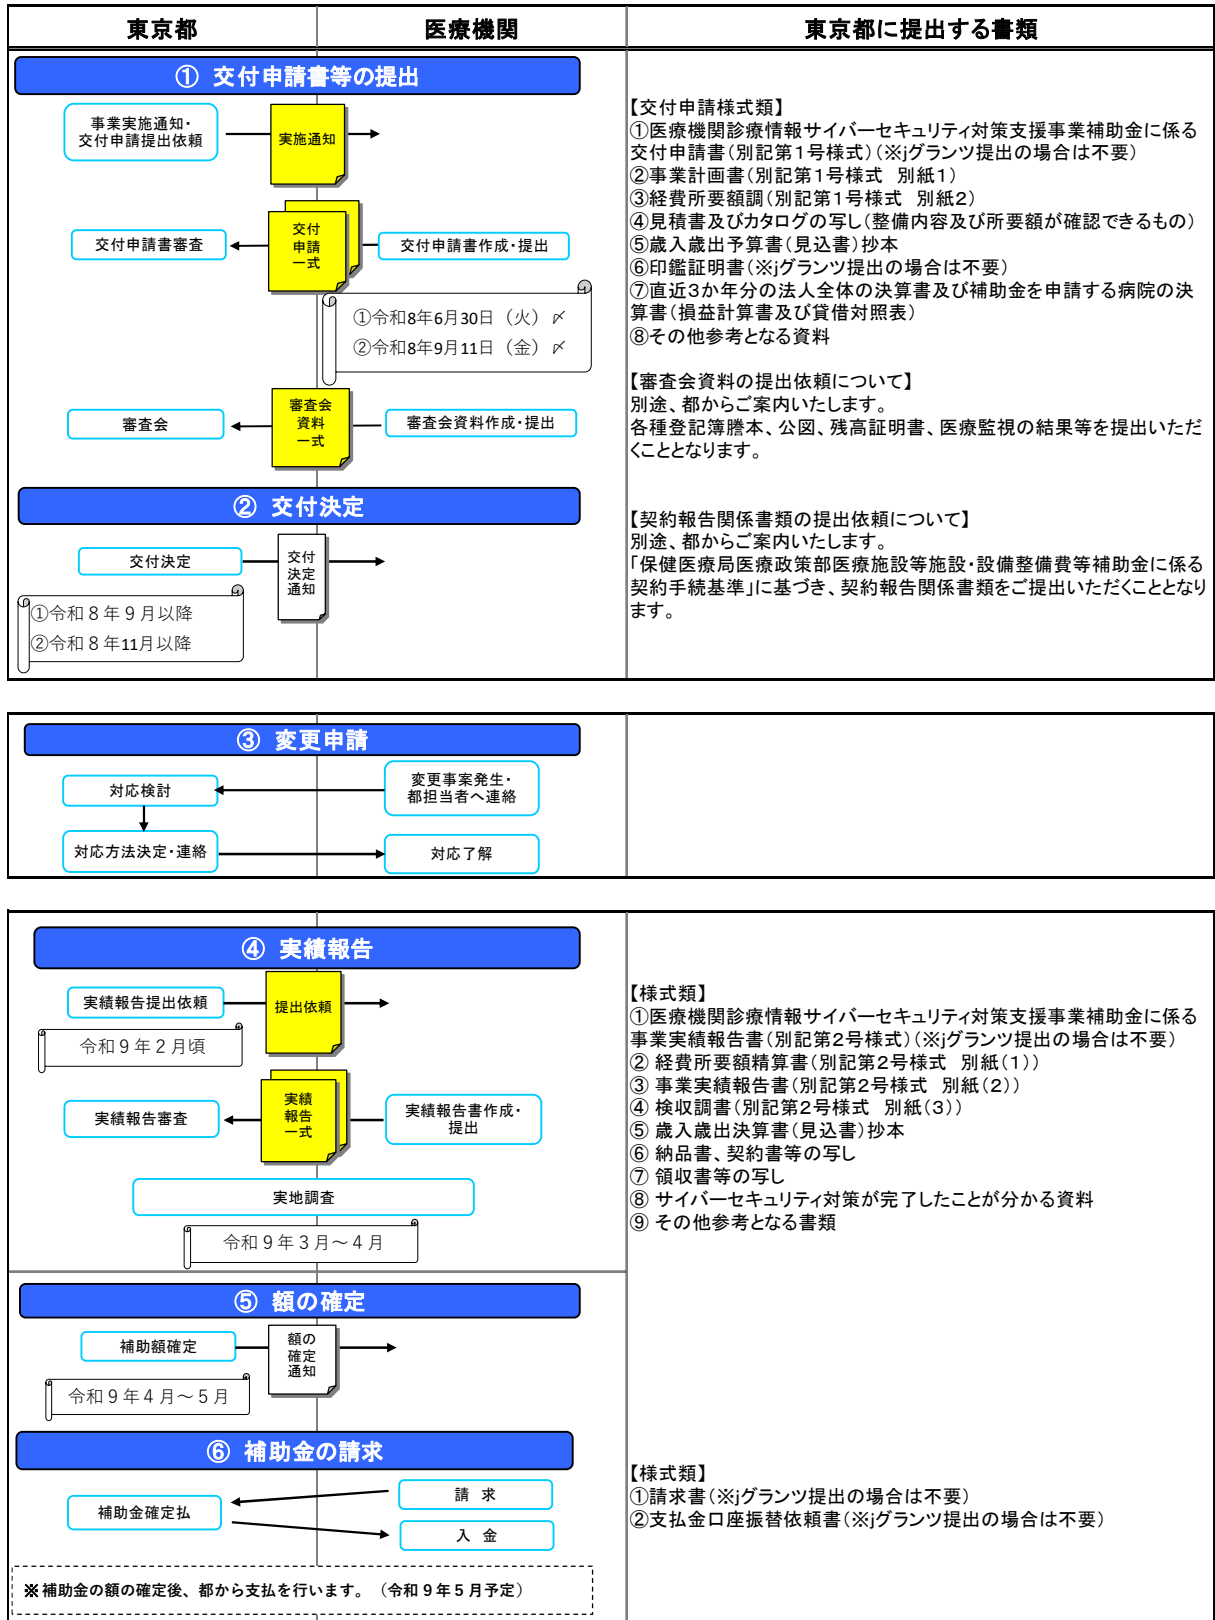 東京都
医療機関
東京都に提出する書類
① 交付申請書等の提出
事業実施通知・
交付申請提出依頼
実施通知
交付申請書審査
交付
申請
一式
交付申請書作成・提出
①令和8年6月30日（火）〆
②令和8年9月11日（金）〆
審査会
審査会
資料
一式
審査会資料作成・提出
【交付申請様式類】
①医療機関診療情報サイバーセキュリティ対策支援事業補助金に係る
交付申請書（別記第１号様式）（※jグランツ提出の場合は不要）
②事業計画書（別記第１号様式　別紙１）
③経費所要額調（別記第１号様式　別紙２）
④見積書及びカタログの写し（整備内容及び所要額が確認できるもの）
⑤歳入歳出予算書（見込書）抄本
⑥印鑑証明書（※jグランツ提出の場合は不要）
⑦直近３か年分の法人全体の決算書及び補助金を申請する病院の決
算書（損益計算書及び貸借対照表）
⑧その他参考となる資料
【審査会資料の提出依頼について】
別途、都からご案内いたします。
各種登記簿謄本、公図、残高証明書、医療監視の結果等を提出いただ
くこととなります。
② 交付決定
交付決定
交付
決定
通知
①令和８年９月以降
②令和８年11月以降
【契約報告関係書類の提出依頼について】
別途、都からご案内いたします。
「保健医療局医療政策部医療施設等施設・設備整備費等補助金に係る
契約手続基準」に基づき、契約報告関係書類をご提出いただくこととなり
ます。
③ 変更申請
対応検討
変更事案発生・
都担当者へ連絡
対応方法決定・連絡
対応了解
④ 実績報告
実績報告提出依頼
提出依頼
令和９年２月頃
実績報告審査
実績
報告
一式
実績報告書作成・
提出
実地調査
令和９年３月～４月
【様式類】
①医療機関診療情報サイバーセキュリティ対策支援事業補助金に係る
事業実績報告書（別記第２号様式）（※jグランツ提出の場合は不要）
② 経費所要額精算書（別記第２号様式　別紙（１））
③ 事業実績報告書（別記第２号様式　別紙（２））
④ 検収調書（別記第２号様式　別紙（３））
⑤ 歳入歳出決算書（見込書）抄本
⑥ 納品書、契約書等の写し
⑦ 領収書等の写し
⑧ サイバーセキュリティ対策が完了したことが分かる資料
⑨ その他参考となる書類
⑤ 額の確定
補助額確定
額の
確定
通知
令和９年４月～５月
⑥ 補助金の請求
補助金確定払
請 求
入 金
※補助金の額の確定後、都から支払を行います。（令和９年５月予定）
【様式類】
①請求書（※jグランツ提出の場合は不要）
②支払金口座振替依頼書（※jグランツ提出の場合は不要）